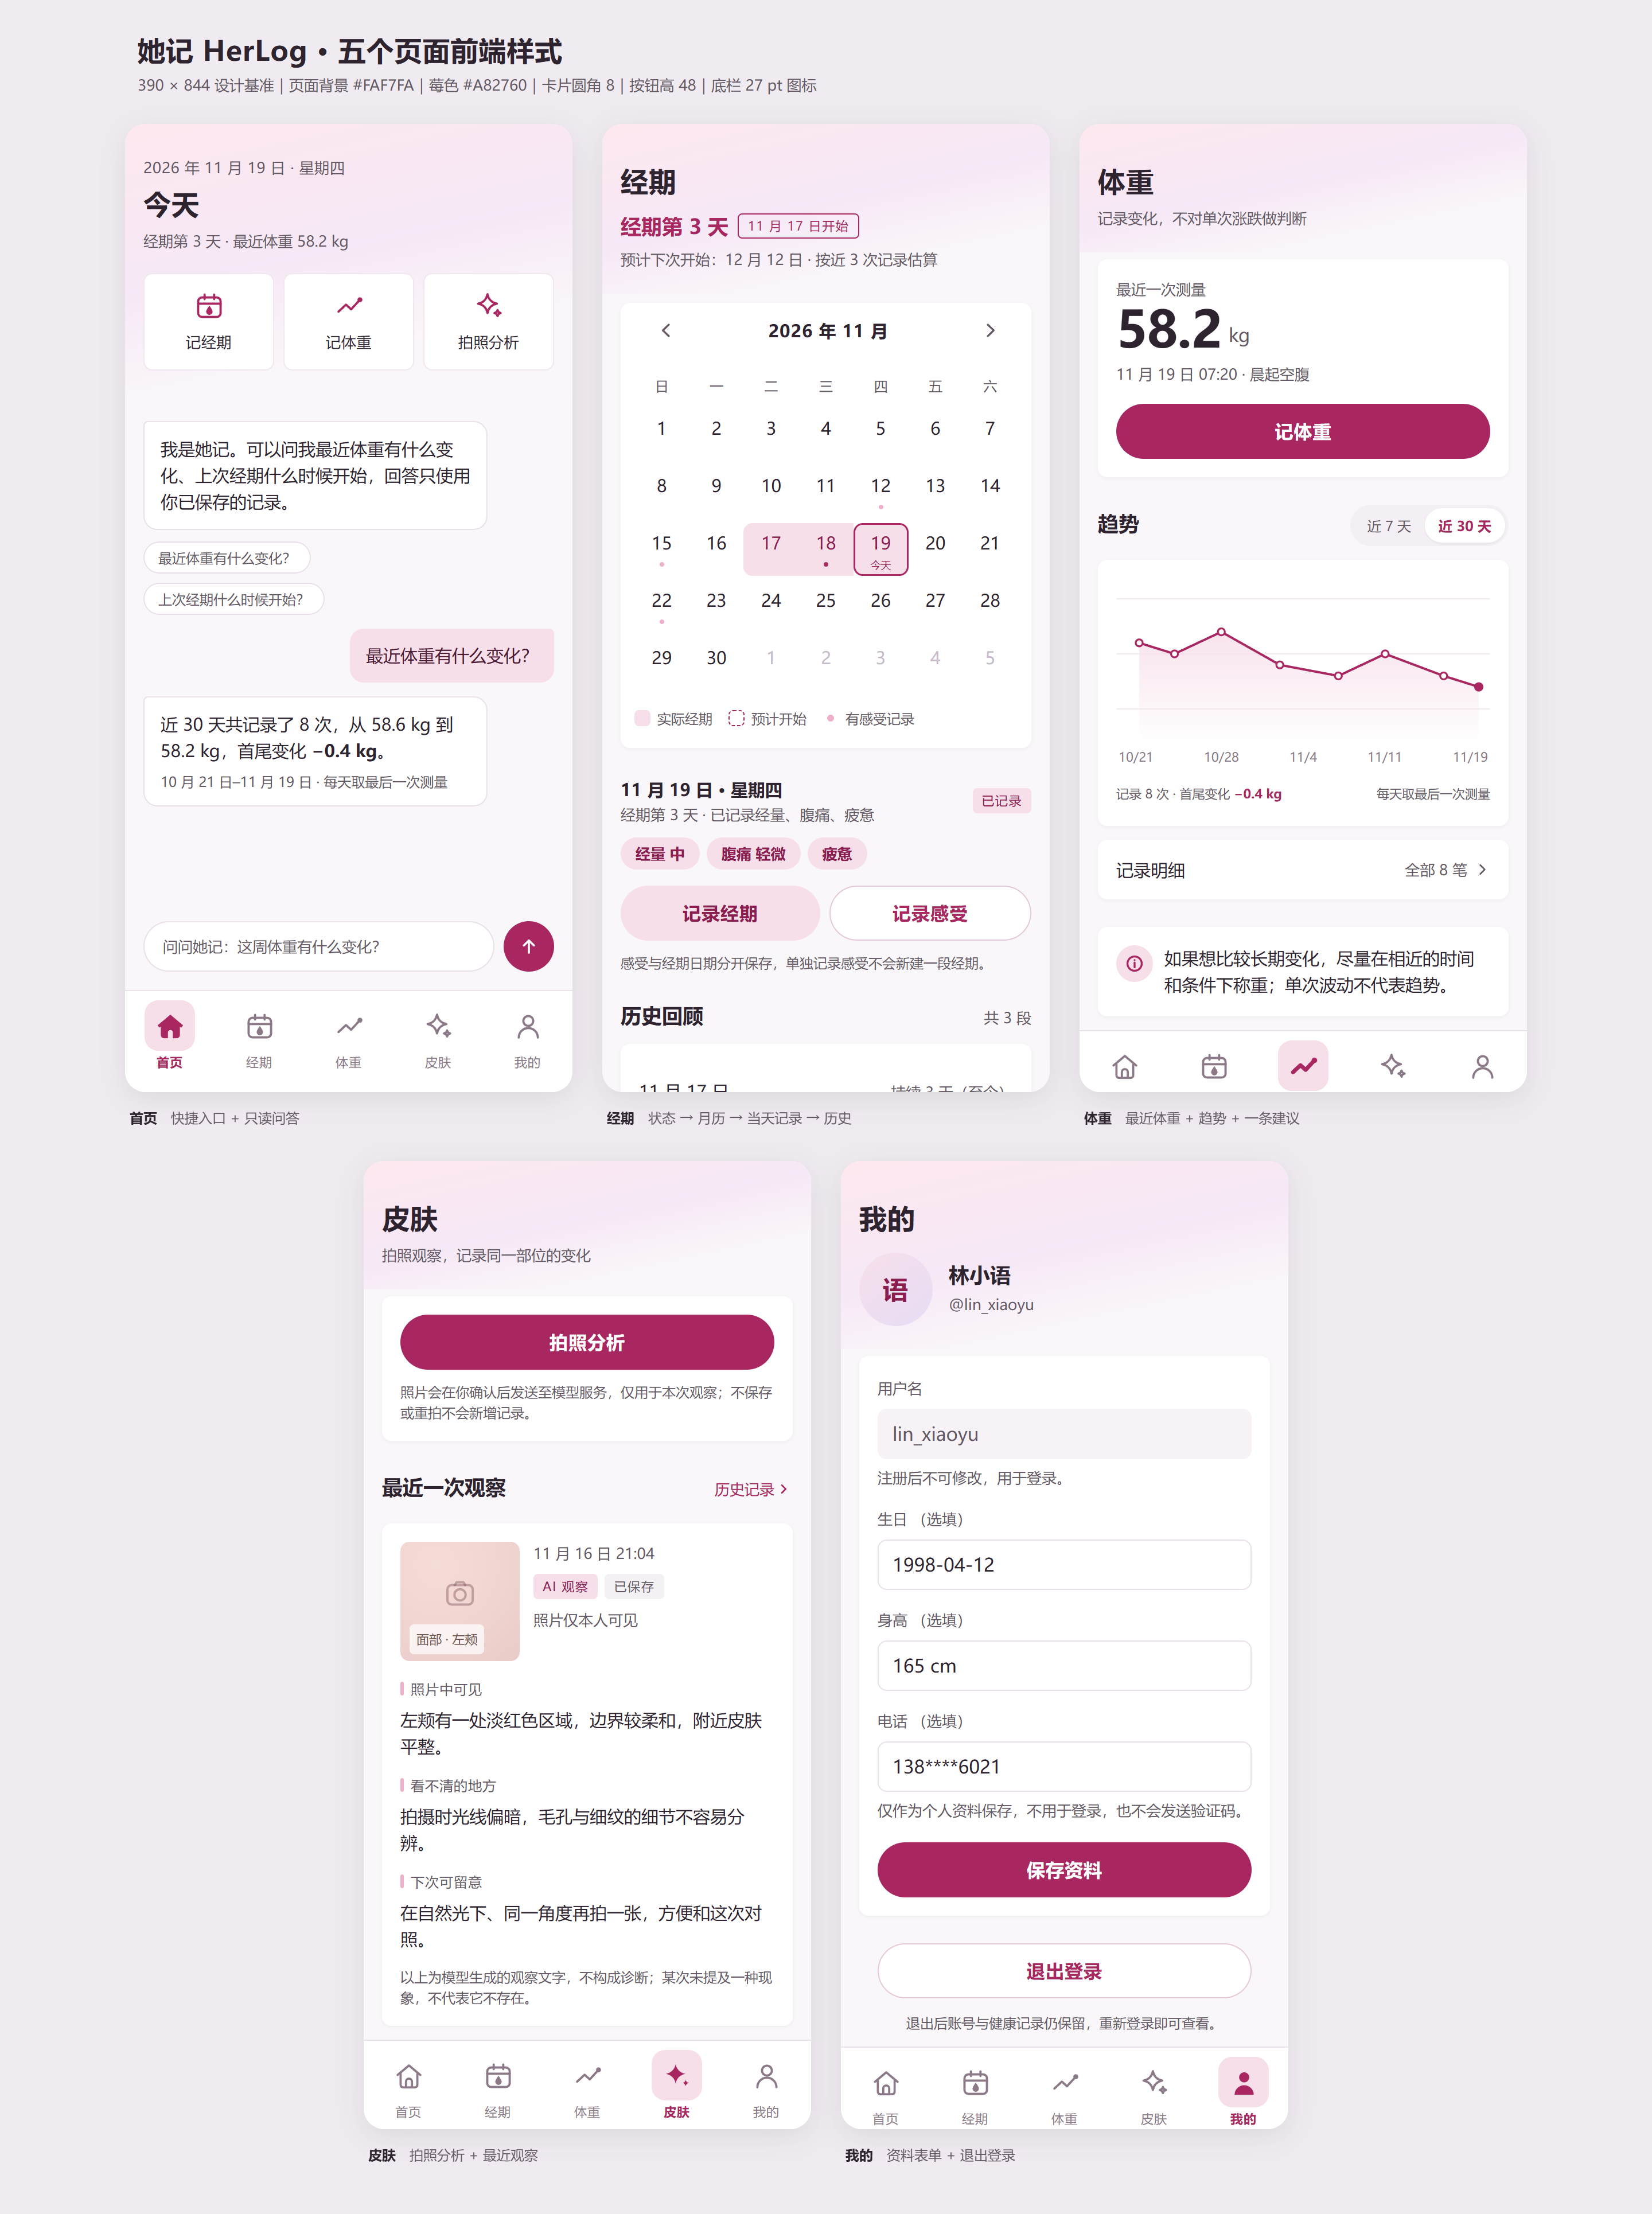 她记 HerLog • 五个页面前端样式
390 × 844 设计基准 | 页面背景 #FAF7FA | 莓色 #A82760 | 卡片圆角 8 | 按钮高 48 | 底栏 27 pt 图标
2026 年 11 月 19 日 · 星期四
今天
经期第 3 天 · 最近体重 58.2 kg
记经期
记体重
拍照分析
我是她记。可以问我最近体重有什么变
化、上次经期什么时候开始，回答只使用
你已保存的记录。
最近体重有什么变化？
上次经期什么时候开始？
最近体重有什么变化？
近 30 天共记录了 8 次，从 58.6 kg 到
58.2 kg，首尾变化 −0.4 kg。
10 月 21 日–11 月 19 日 · 每天取最后一次测量
问问她记：这周体重有什么变化？
首页 经期 体重 皮肤 我的
首页 快捷入口 + 只读问答
经期
经期第 3 天 11 月 17 日开始
预计下次开始：12 月 12 日 · 按近 3 次记录估算
2026 年 11 月
日 一 二 三 四 五 六
1 2 3 4 5 6 7
8 9 10 11 12 13 14
15 16 17 18 19 20 21
今天
22 23 24 25 26 27 28
29 30 1 2 3 4 5
实际经期 预计开始 有感受记录
11 月 19 日 • 星期四
经期第 3 天 · 已记录经量、腹痛、疲惫
已记录
经量 中 腹痛 轻微 疲惫
记录经期 记录感受
感受与经期日期分开保存，单独记录感受不会新建一段经期。
历史回顾 共 3 段
11 月 17 日 持续 3 天（至今）
经期 状态 → 月历 → 当天记录 → 历史
体重
记录变化，不对单次涨跌做判断
最近一次测量
58.2 kg
11 月 19 日 07:20 · 晨起空腹
记体重
趋势 近 7 天 近 30 天
10/21 10/28 11/4 11/11 11/19
记录 8 次 · 首尾变化 −0.4 kg 每天取最后一次测量
记录明细 全部 8 笔
如果想比较长期变化，尽量在相近的时间
和条件下称重；单次波动不代表趋势。
体重 最近体重 + 趋势 + 一条建议
皮肤
拍照观察，记录同一部位的变化
拍照分析
照片会在你确认后发送至模型服务，仅用于本次观察；不保存
或重拍不会新增记录。
最近一次观察 历史记录
11 月 16 日 21:04
AI 观察 已保存
照片仅本人可见
面部 · 左颊
照片中可见
左颊有一处淡红色区域，边界较柔和，附近皮肤
平整。
看不清的地方
拍摄时光线偏暗，毛孔与细纹的细节不容易分
辨。
下次可留意
在自然光下、同一角度再拍一张，方便和这次对
照。
以上为模型生成的观察文字，不构成诊断；某次未提及一种现
象，不代表它不存在。
首页 经期 体重 皮肤 我的
皮肤 拍照分析 + 最近观察
我的
语
林小语
@lin_xiaoyu
用户名
lin_xiaoyu
注册后不可修改，用于登录。
生日 （选填）
1998-04-12
身高 （选填）
165 cm
电话 （选填）
138****6021
仅作为个人资料保存，不用于登录，也不会发送验证码。
保存资料
退出登录
退出后账号与健康记录仍保留，重新登录即可查看。
首页 经期 体重 皮肤 我的
我的 资料表单 + 退出登录